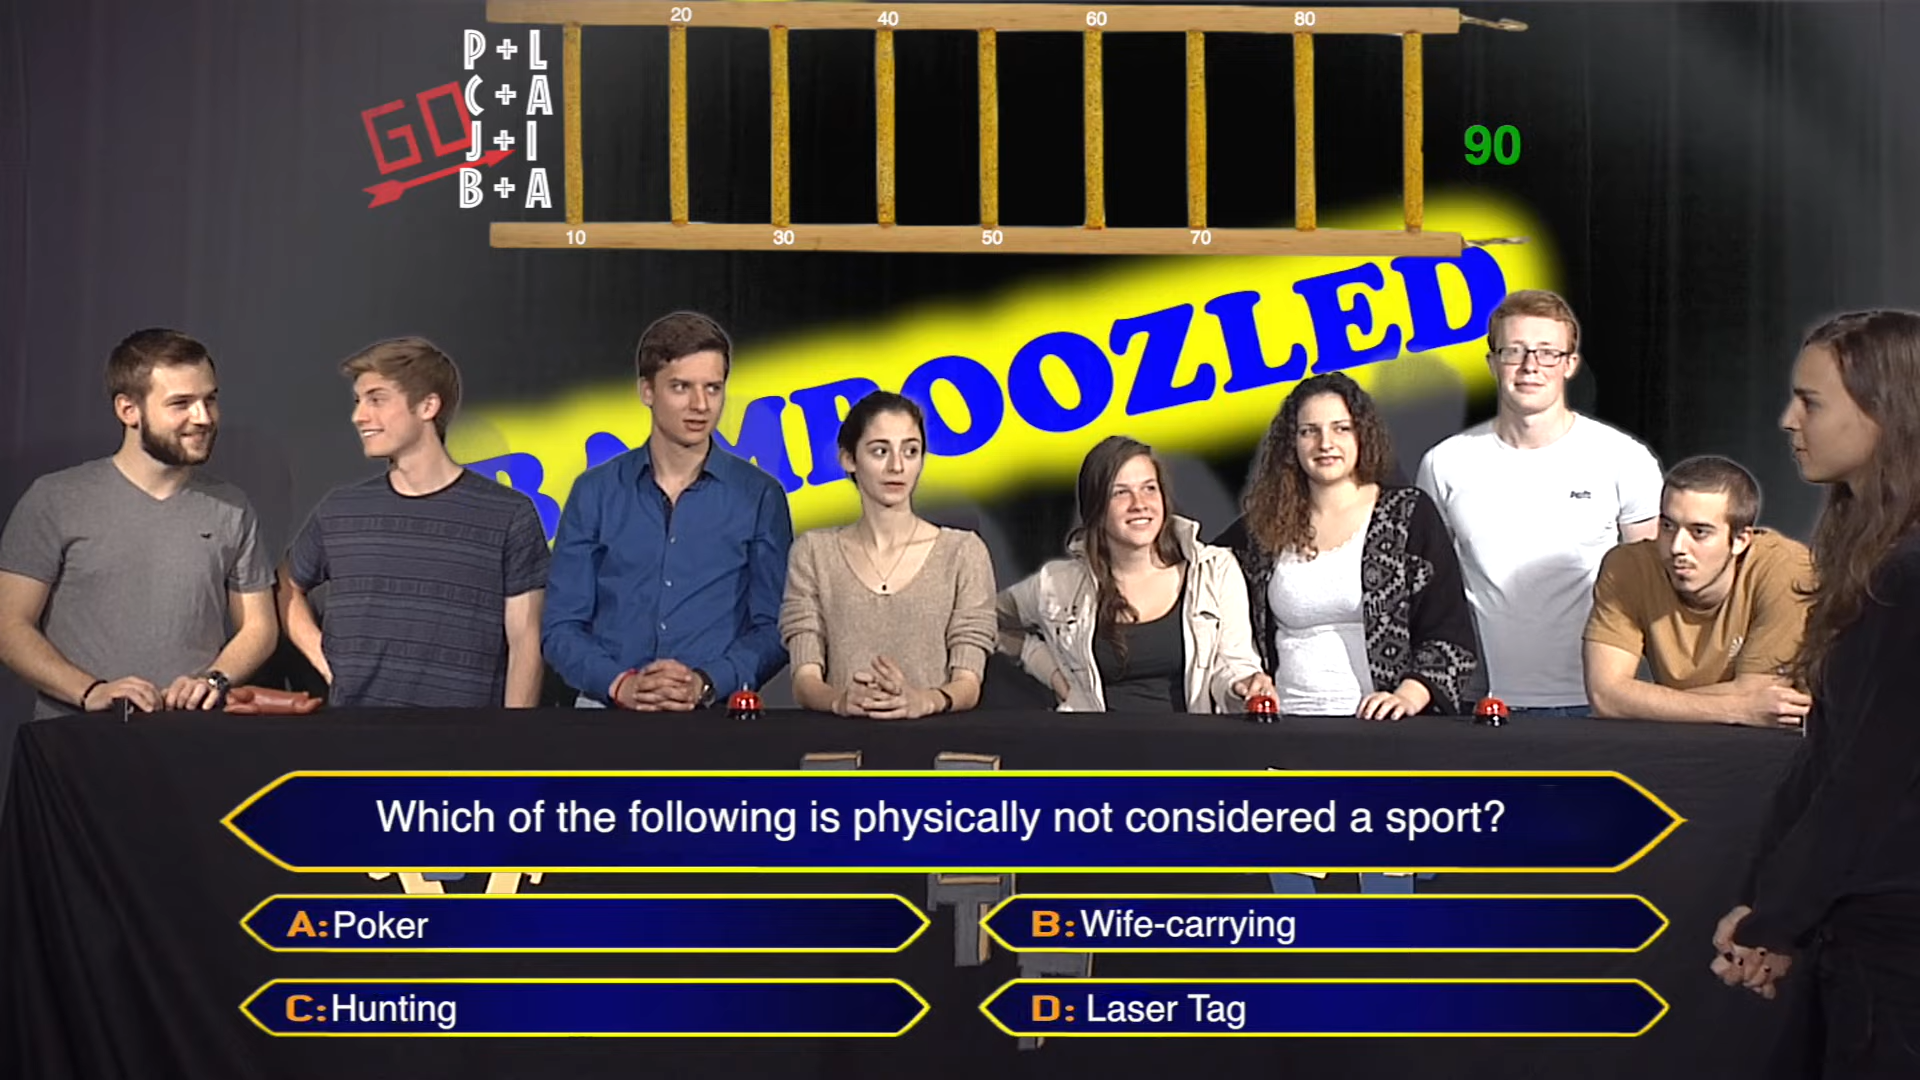 20 40 60 80
P + L
C + A
GO
J + I
B + A
90
10 30 50 70
BAMBOOZLED
Which of the following is physically not considered a sport?
A: Poker
B: Wife-carrying
C: Hunting
D: Laser Tag